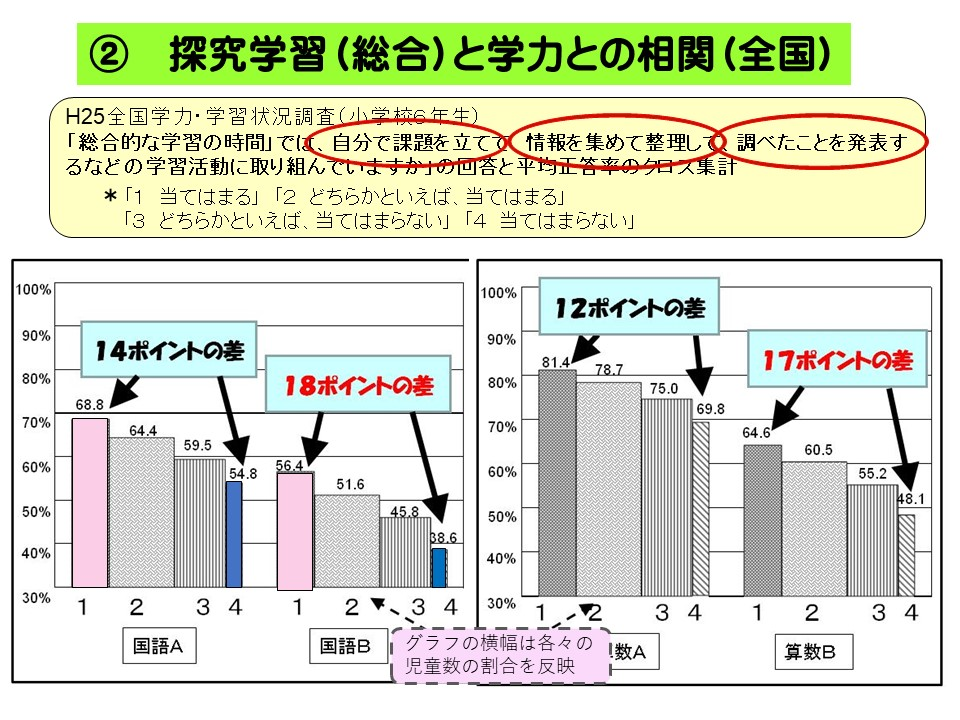 ② 探究学習(総合)と学力との相関(全国)
H25全国学力・学習状況調査(小学校6年生)
「総合的な学習の時間」では、自分で課題を立てて、情報を集めて整理して、調べたことを発表す
るなどの学習活動に取り組んでいますか」の回答と平均正答率のクロス集計
*「1 当てはまる」「2 どちらかといえば、当てはまる」
「3 どちらかといえば、当てはまらない」「4 当てはまらない」
100%
90%
80%
70%
60%
50%
40%
30%
14ポイントの差
18ポイントの差
68.8
64.4
59.5
54.8
56.4
51.6
45.8
38.6
1 2 3 4 1 2 3 4
国語A 国語B
100%
90%
80%
70%
60%
50%
40%
30%
12ポイントの差
17ポイントの差
81.4
78.7
75.0
69.8
64.6
60.5
55.2
48.1
1 2 3 4 1 2 3 4
数A 算数B
グラフの横幅は各々の
児童数の割合を反映